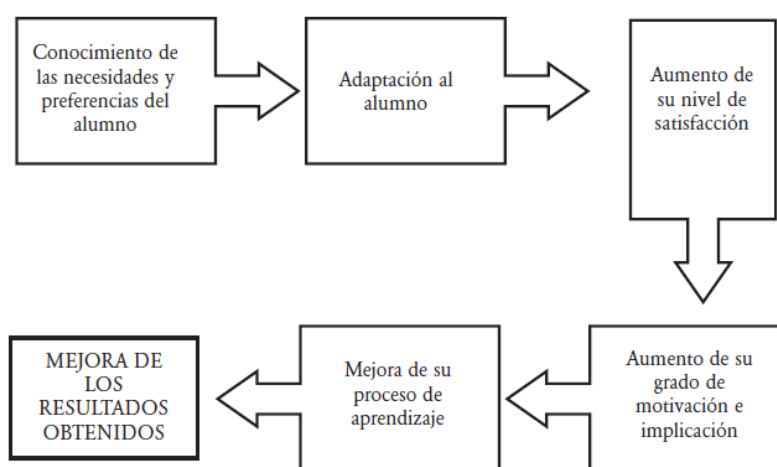 Conocimiento de
las necesidades y
preferencias del
alumno
Adaptación al
alumno
Aumento de
su nivel de
satisfacción
Aumento de su
grado de
motivación e
implicación
Mejora de su
proceso de
aprendizaje
MEJORA DE
LOS
RESULTADOS
OBTENIDOS